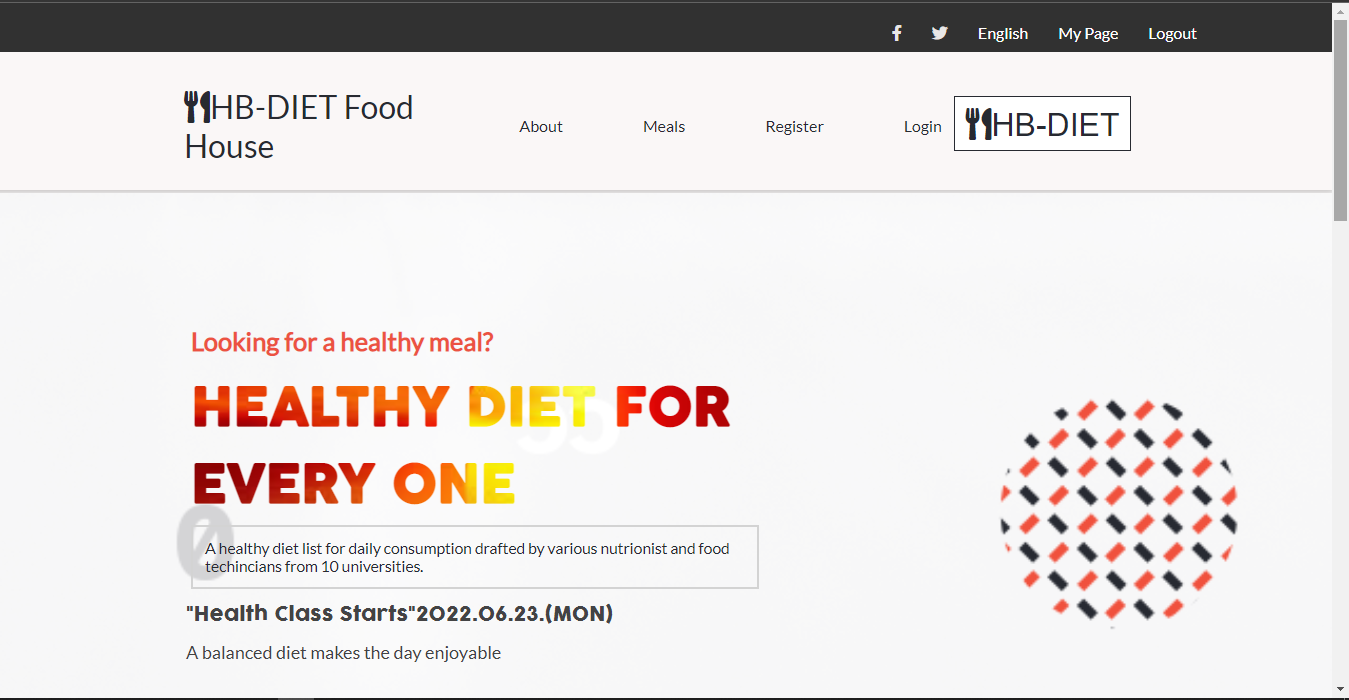 English My Page Logout
HB-DIET Food
House
About Meals Register Login HB-DIET
Looking for a healthy meal?
HEALTHY DIET FOR
EVERY ONE
0
A healthy diet list for daily consumption drafted by various nutrionist and food
techincians from 10 universities.
"Health Class Starts"2022.06.23.(MON)
A balanced diet makes the day enjoyable